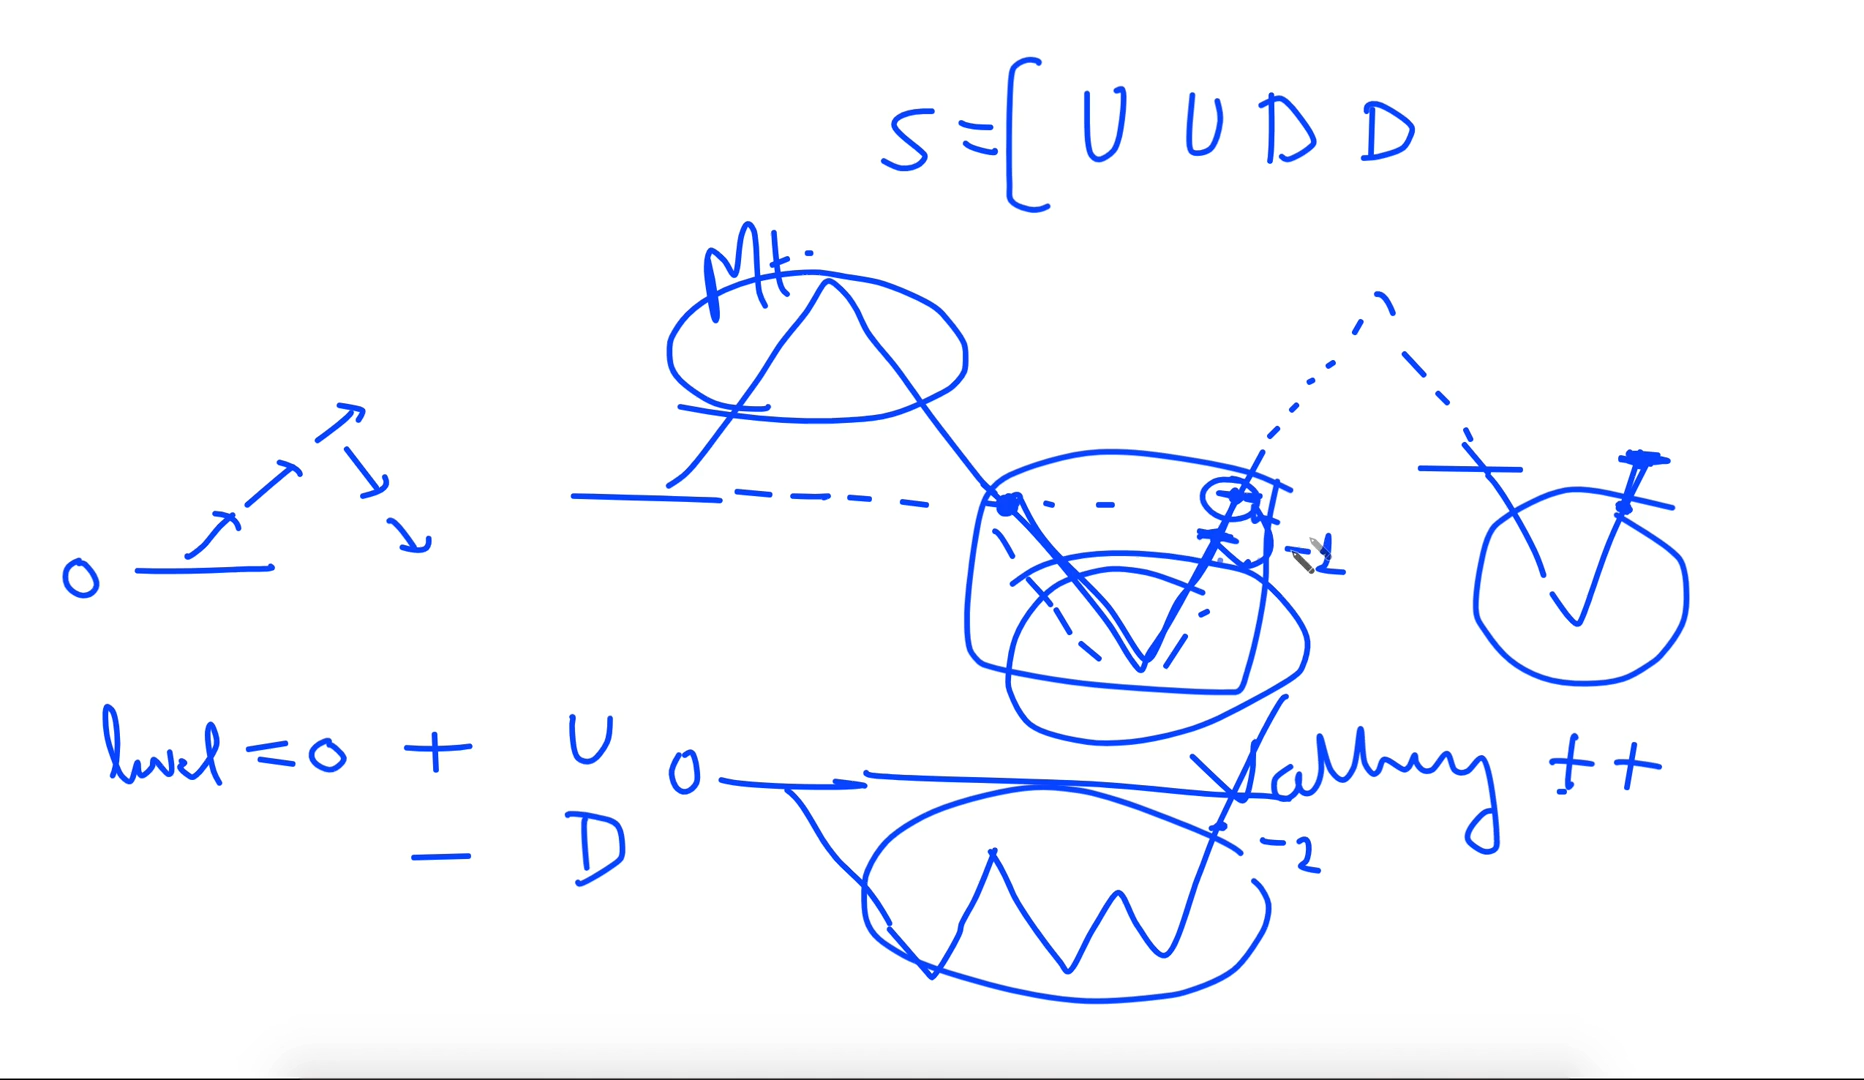 S = [ U U D D
Mt.
0
-1
level = 0 + U
- D
0
valley ++
-2